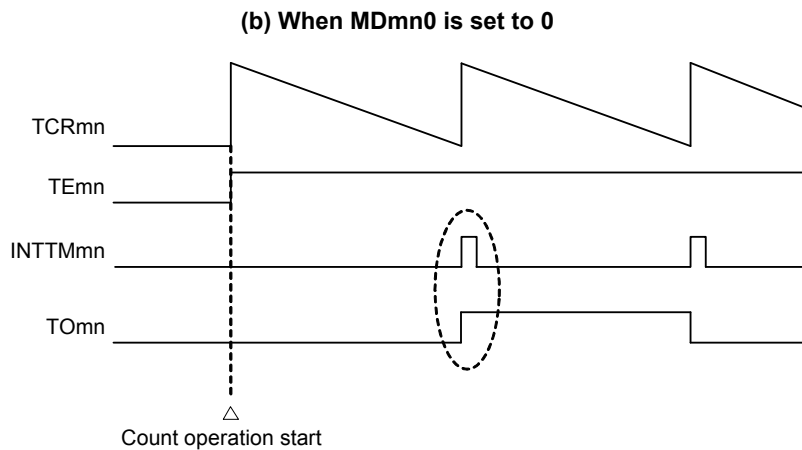 (b) When MDmn0 is set to 0
TCRmn
TEmn
INTTMmn
TOmn
Count operation start